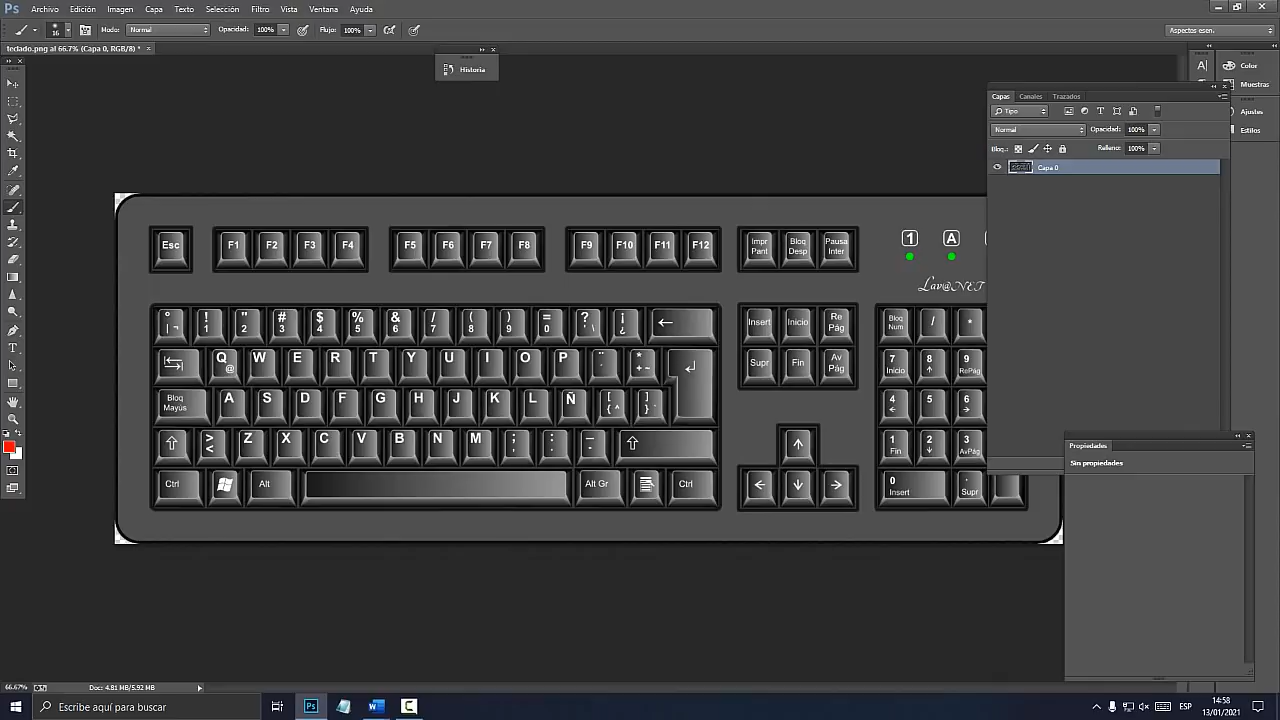 Ps Archivo Edición Imagen Capa Texto Selección Filtro Vista Ventana Ayuda
16 Modo: Normal Opacidad: 100% Flujo: 100% Aspectos esen.
teclado.png al 66.7% (Capa 0, RGB/8) * ×
Historia
A| Color
Muestras
Ajustes
Estilos
Capas Canales Trazados
Tipo
Normal Opacidad: 100%
Bloq.: Relleno: 100%
Capa 0
Propiedades
Sin propiedades
Esc F1 F2 F3 F4 F5 F6 F7 F8 F9 F10 F11 F12
Impr Pant
Bloq Desp
Pausa Inter
1 A
Lav@NET
° | ¬
! 1
" 2
# 3
$ 4
% 5
& 6
/ 7
( 8
) 9
= 0
? ' \
¡ ¿
←
Insert Inicio Re Pág
Bloq Num / *
Q @ W E R T Y U I O P ¨ * + ~
Supr Fin Av Pág
7 Inicio 8 ↑ 9 RePág
Bloq Mayús A S D F G H J K L Ñ [ { ^ ] }
4 ← 5 6 →
⇧ > < Z X C V B N M ; , : . _ - ⇧
↑
1 Fin 2 ↓ 3 AvPág
Ctrl Alt Alt Gr Ctrl
← ↓ →
0 Insert . Supr
66.67% Doc: 4.81 MB/5.92 MB
Escribe aquí para buscar
Ps
ESP
14:58
13/01/2021